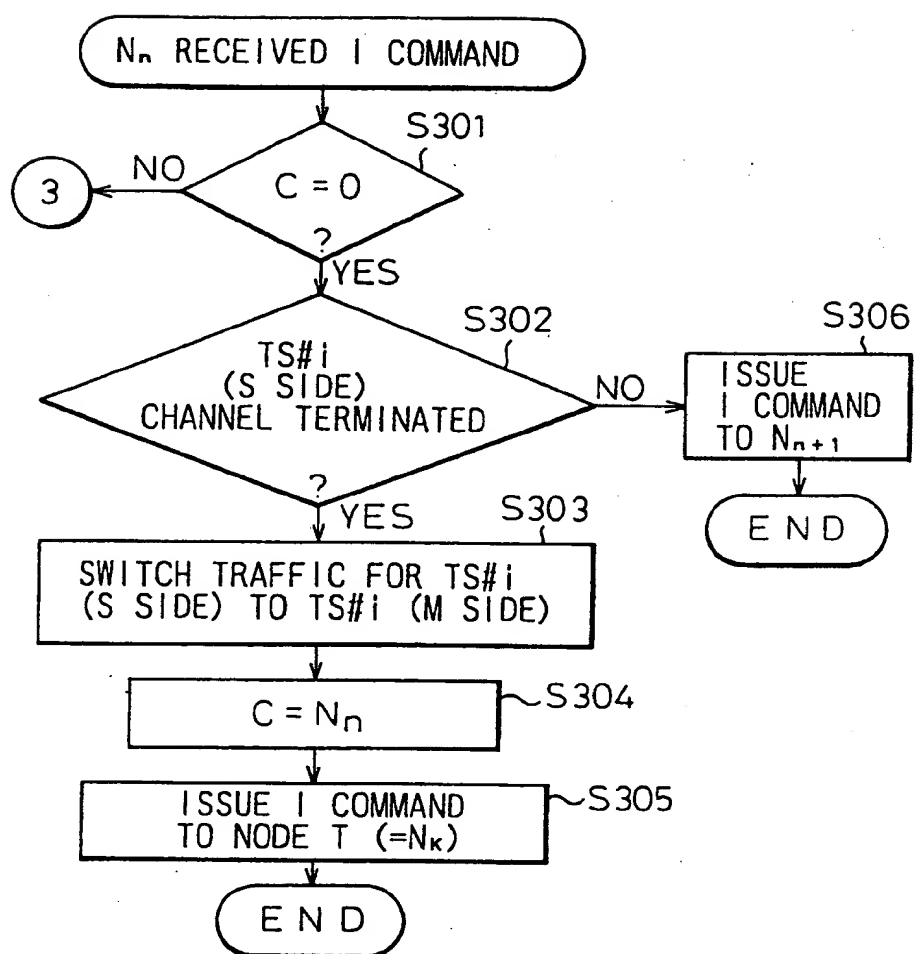 Nn RECEIVED I COMMAND
S301
NO
3
C = 0
?
YES
S302
TS#i
(S SIDE)
CHANNEL TERMINATED
?
NO
S306
ISSUE
I COMMAND
TO Nn+1
END
YES
S303
SWITCH TRAFFIC FOR TS#i
(S SIDE) TO TS#i (M SIDE)
C = Nn
S304
ISSUE I COMMAND
TO NODE T (=NK)
S305
END